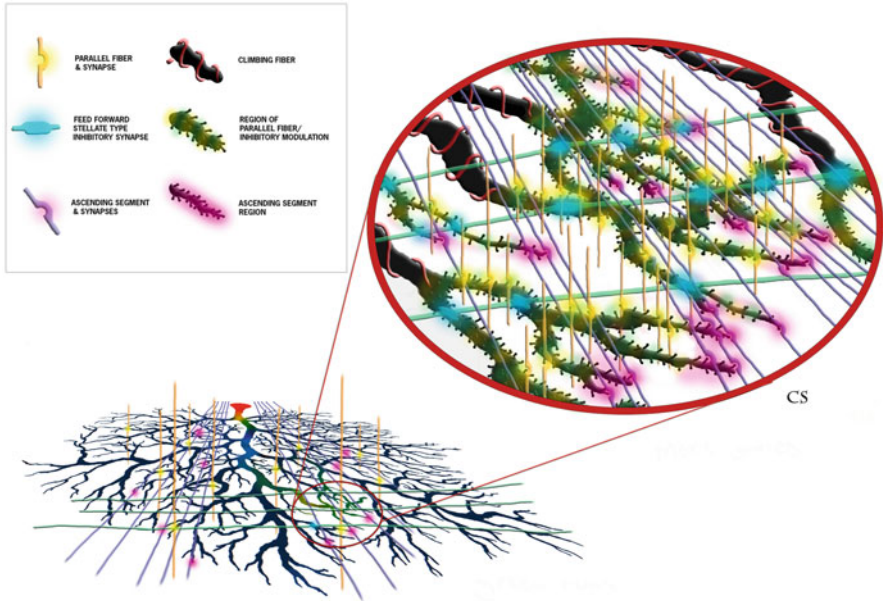 PARALLEL FIBER
& SYNAPSE
CLIMBING FIBER
FEED FORWARD
STELLATE TYPE
INHIBITORY SYNAPSE
REGION OF
PARALLEL FIBER/
INHIBITORY MODULATION
ASCENDING SEGMENT
& SYNAPSES
ASCENDING SEGMENT
REGION
CS